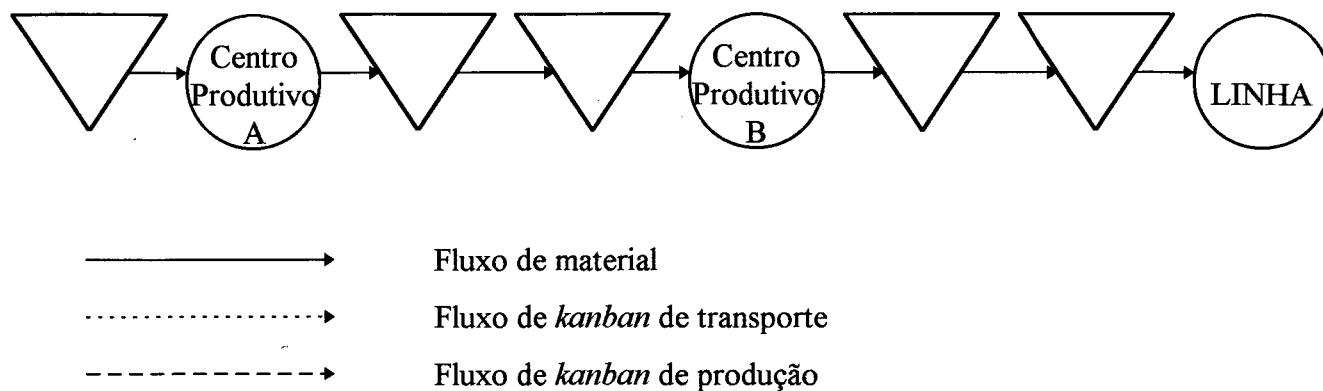 Centro
Produtivo
A
Centro
Produtivo
B
LINHA
Fluxo de material
Fluxo de kanban de transporte
Fluxo de kanban de produção